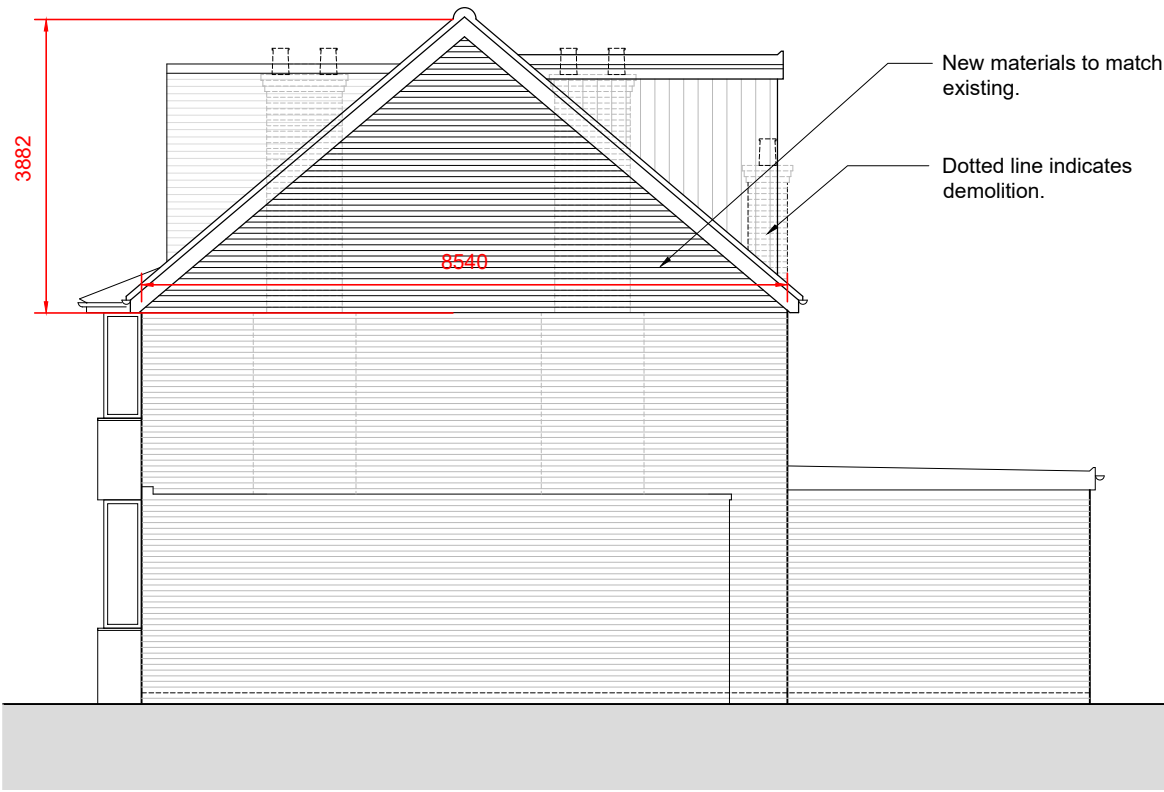 New materials to match
existing.
Dotted line indicates
demolition.
3882
8540